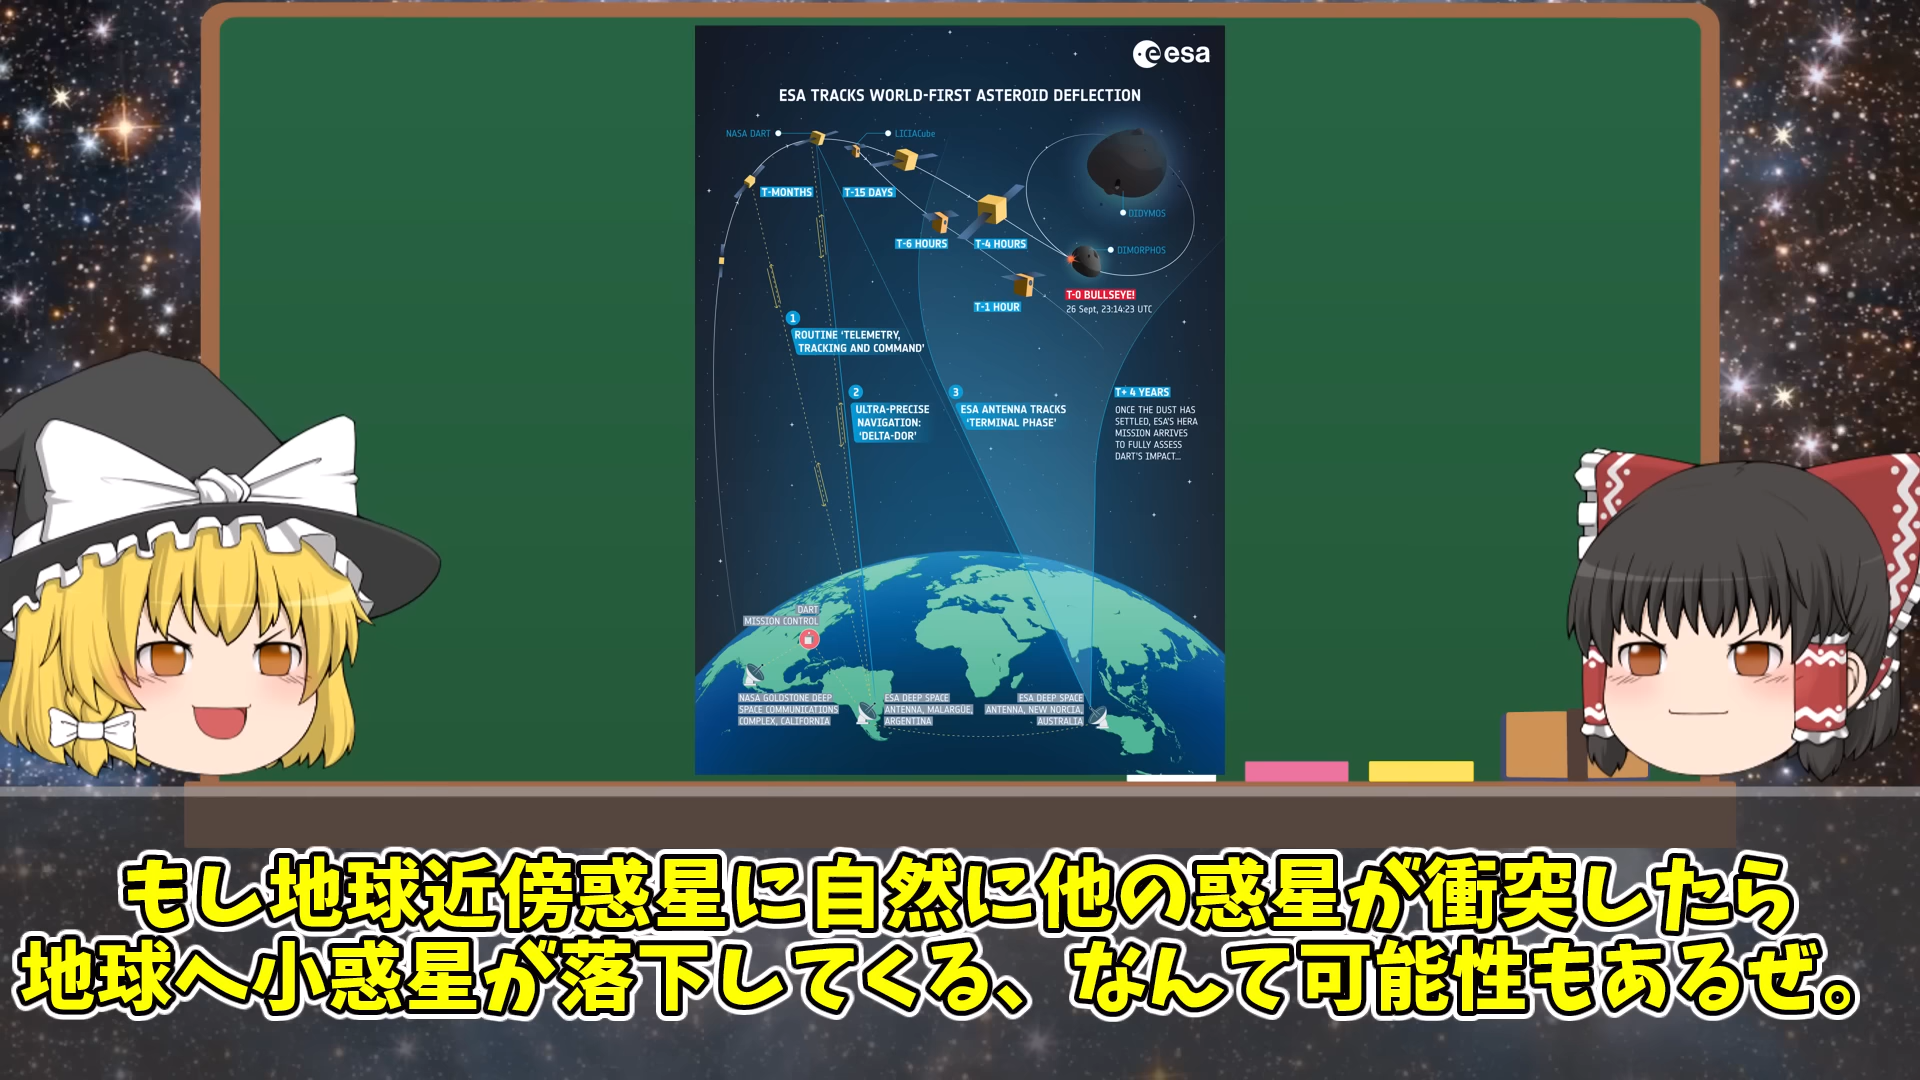 esa
ESA TRACKS WORLD-FIRST ASTEROID DEFLECTION
NASA DART
LICIACube
T-MONTHS
T-15 DAYS
DIDYMOS
T-6 HOURS
T-4 HOURS
DIMORPHOS
T-1 HOUR
T-0 BULLSEYE!
26 Sept, 23:14:23 UTC
1
ROUTINE 'TELEMETRY,
TRACKING AND COMMAND'
2
ULTRA-PRECISE
NAVIGATION:
'DELTA-DOR'
3
ESA ANTENNA TRACKS
'TERMINAL PHASE'
T+ 4 YEARS
ONCE THE DUST HAS
SETTLED, ESA'S HERA
MISSION ARRIVES
TO FULLY ASSESS
DART'S IMPACT...
DART
MISSION CONTROL
NASA GOLDSTONE DEEP
SPACE COMMUNICATIONS
COMPLEX, CALIFORNIA
ESA DEEP SPACE
ANTENNA, MALARGÜE,
ARGENTINA
ESA DEEP SPACE
ANTENNA, NEW NORCIA,
AUSTRALIA
もし地球近傍惑星に自然に他の惑星が衝突したら
地球へ小惑星が落下してくる、なんて可能性もあるぜ。